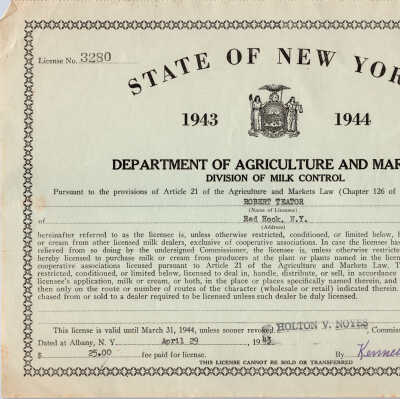 License No. 3280
STATE OF NEW YOR
1943 1944
DEPARTMENT OF AGRICULTURE AND MAR
DIVISION OF MILK CONTROL
Pursuant to the provisions of Article 21 of the Agriculture and Markets Law (Chapter 126 of
ROBERT TEATOR
(Name of Licensee)
of Red Hook, N.Y.
(Address)
hereinafter referred to as the licensee is, unless otherwise restricted, conditioned, or limited below, h
or cream from other licensed milk dealers, exclusive of cooperative associations. In case the licensee has
relieved from so doing by the undersigned Commissioner, the licensee is, unless otherwise restricted
hereby licensed to purchase milk or cream from producers at the plant or plants named in the licens
cooperative associations licensed pursuant to Article 21 of the Agriculture and Markets Law. T
restricted, conditioned, or limited below, licensed to deal in, handle, distribute, or sell, in accordance
licensee's application, milk or cream, or both, in the place or places specifically named therein, and
then only on the route or number of routes of the character (wholesale or retail) indicated therein.
chased from or sold to a dealer required to be licensed unless such dealer be duly licensed.
This license is valid until March 31, 1944, unless sooner revoked. HOLTON V. NOYES Commiss
Dated at Albany, N. Y. April 29 1943
$ 25.00 fee paid for license. By Kennet
THIS LICENSE CANNOT BE SOLD OR TRANSFERRED